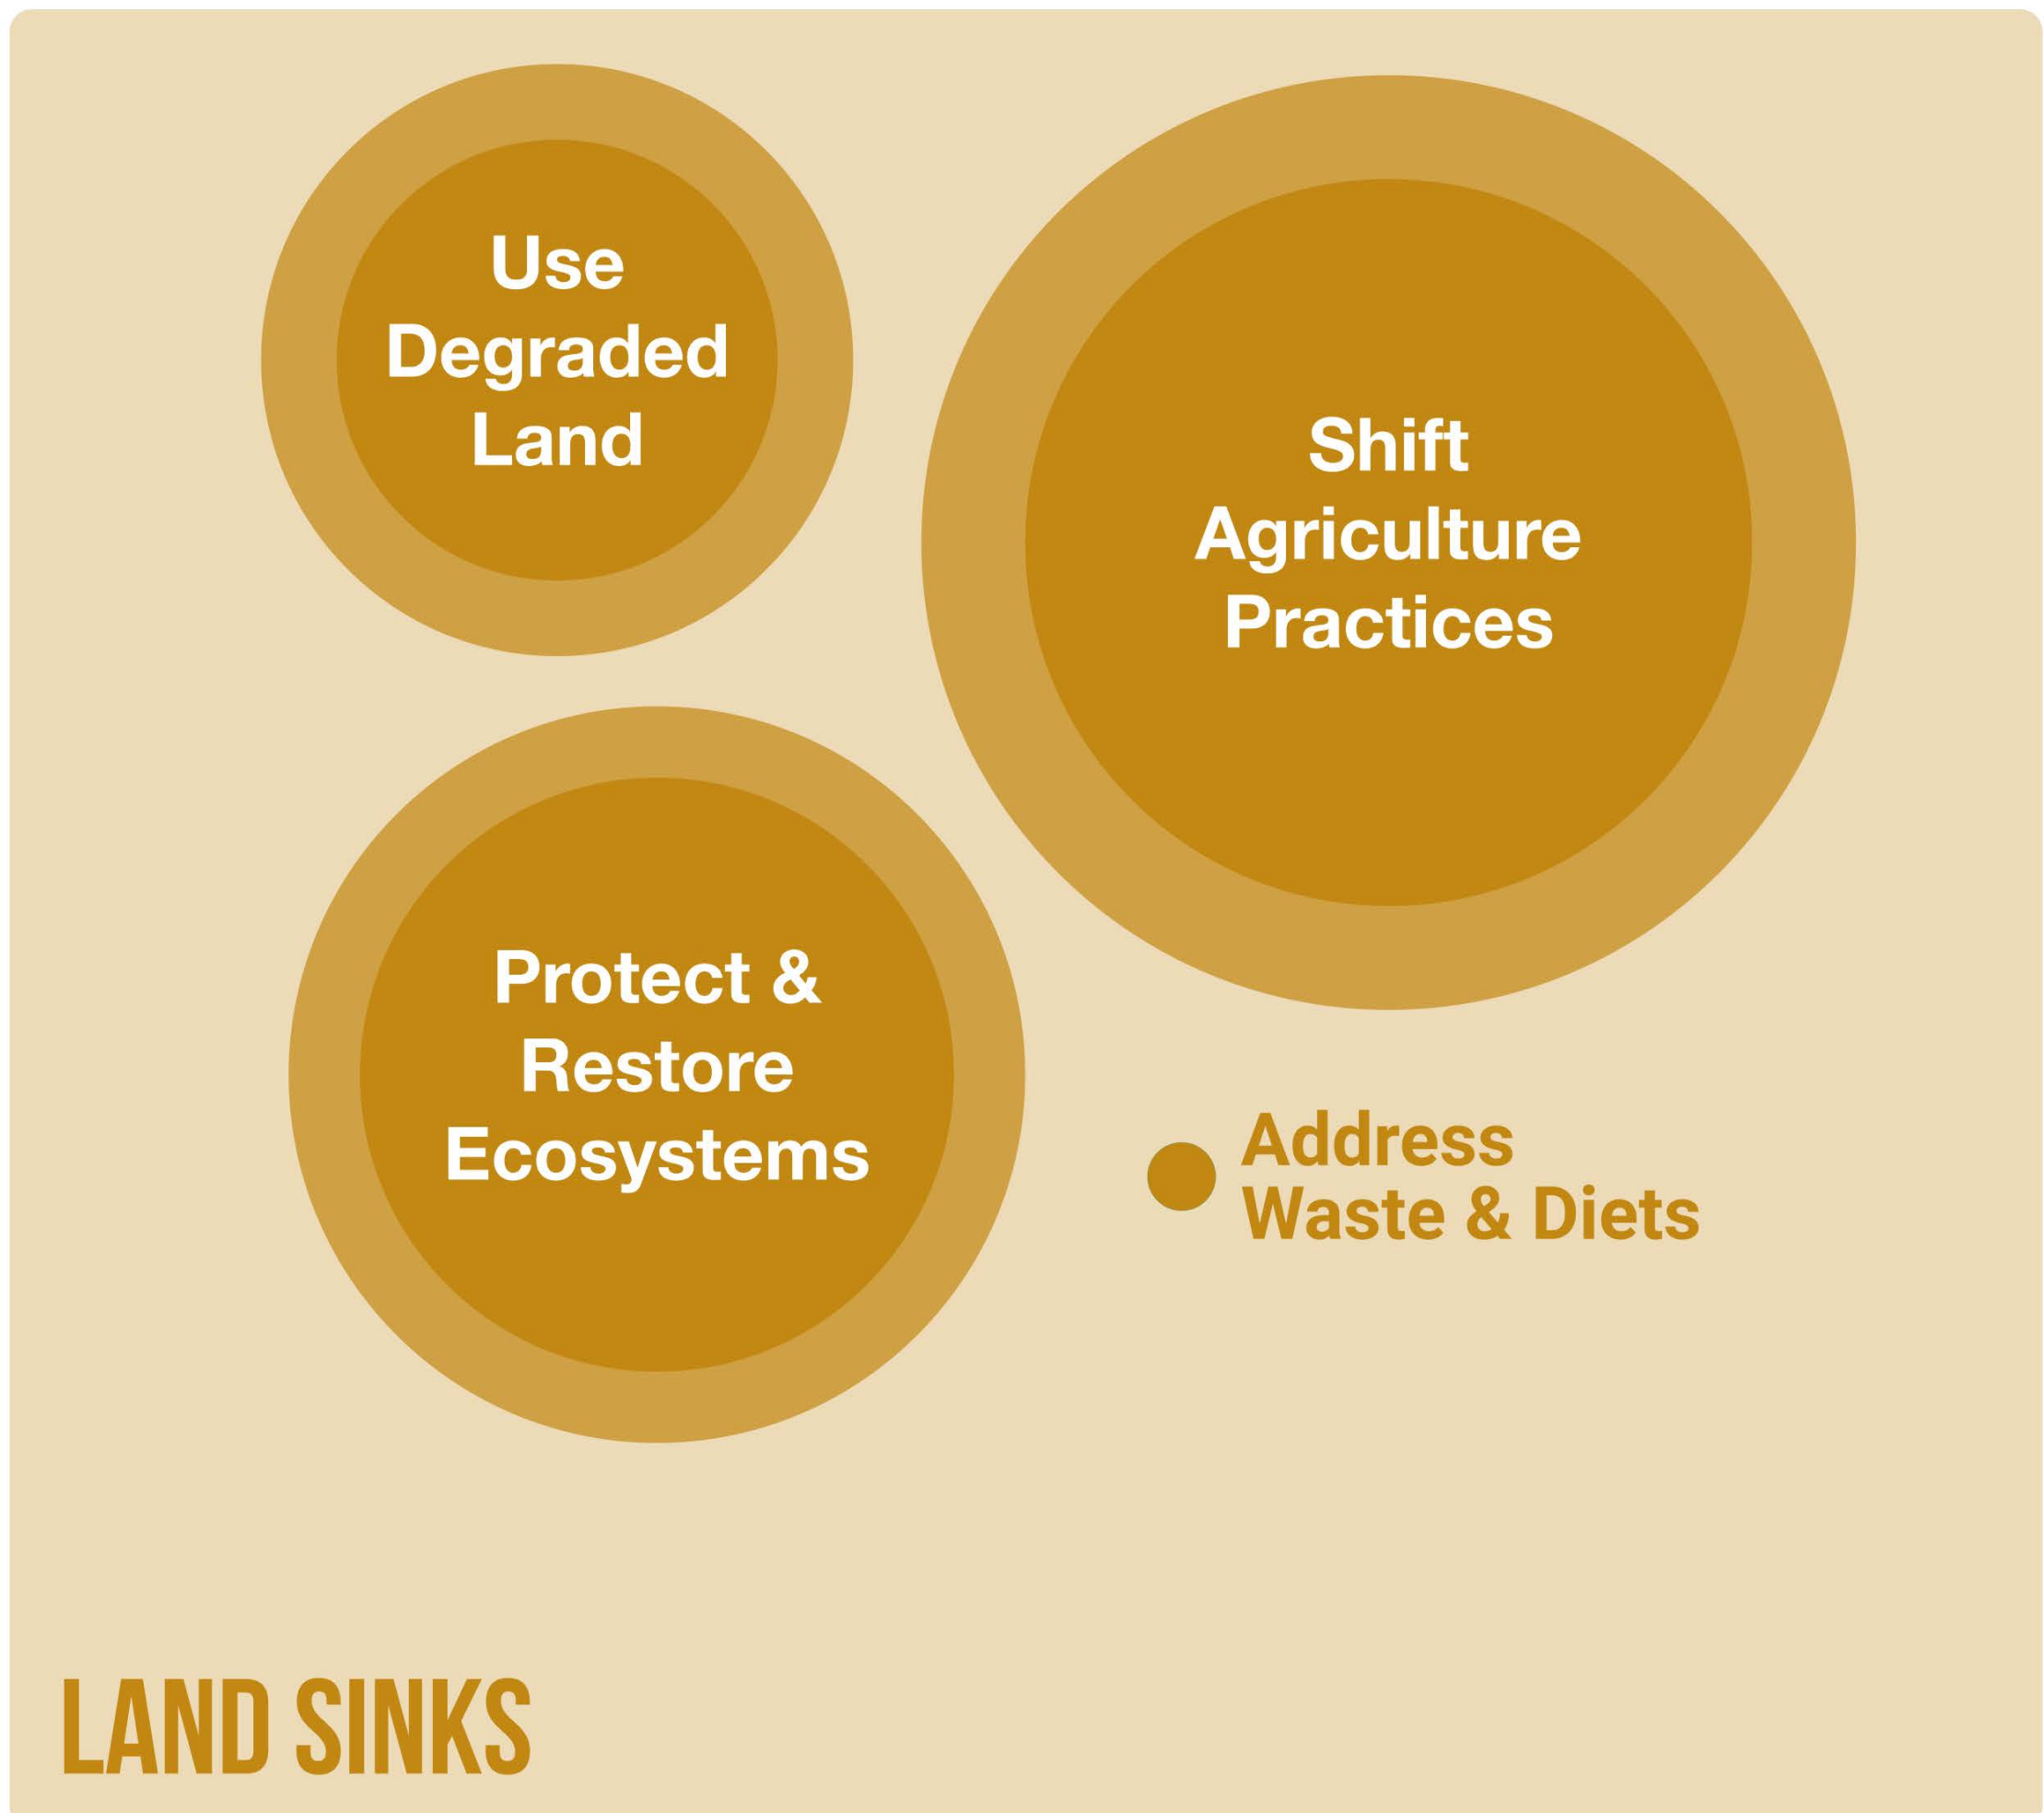 Use
Degraded
Land
Shift
Agriculture
Practices
Protect &
Restore
Ecosystems
Address
Waste & Diets
LAND SINKS